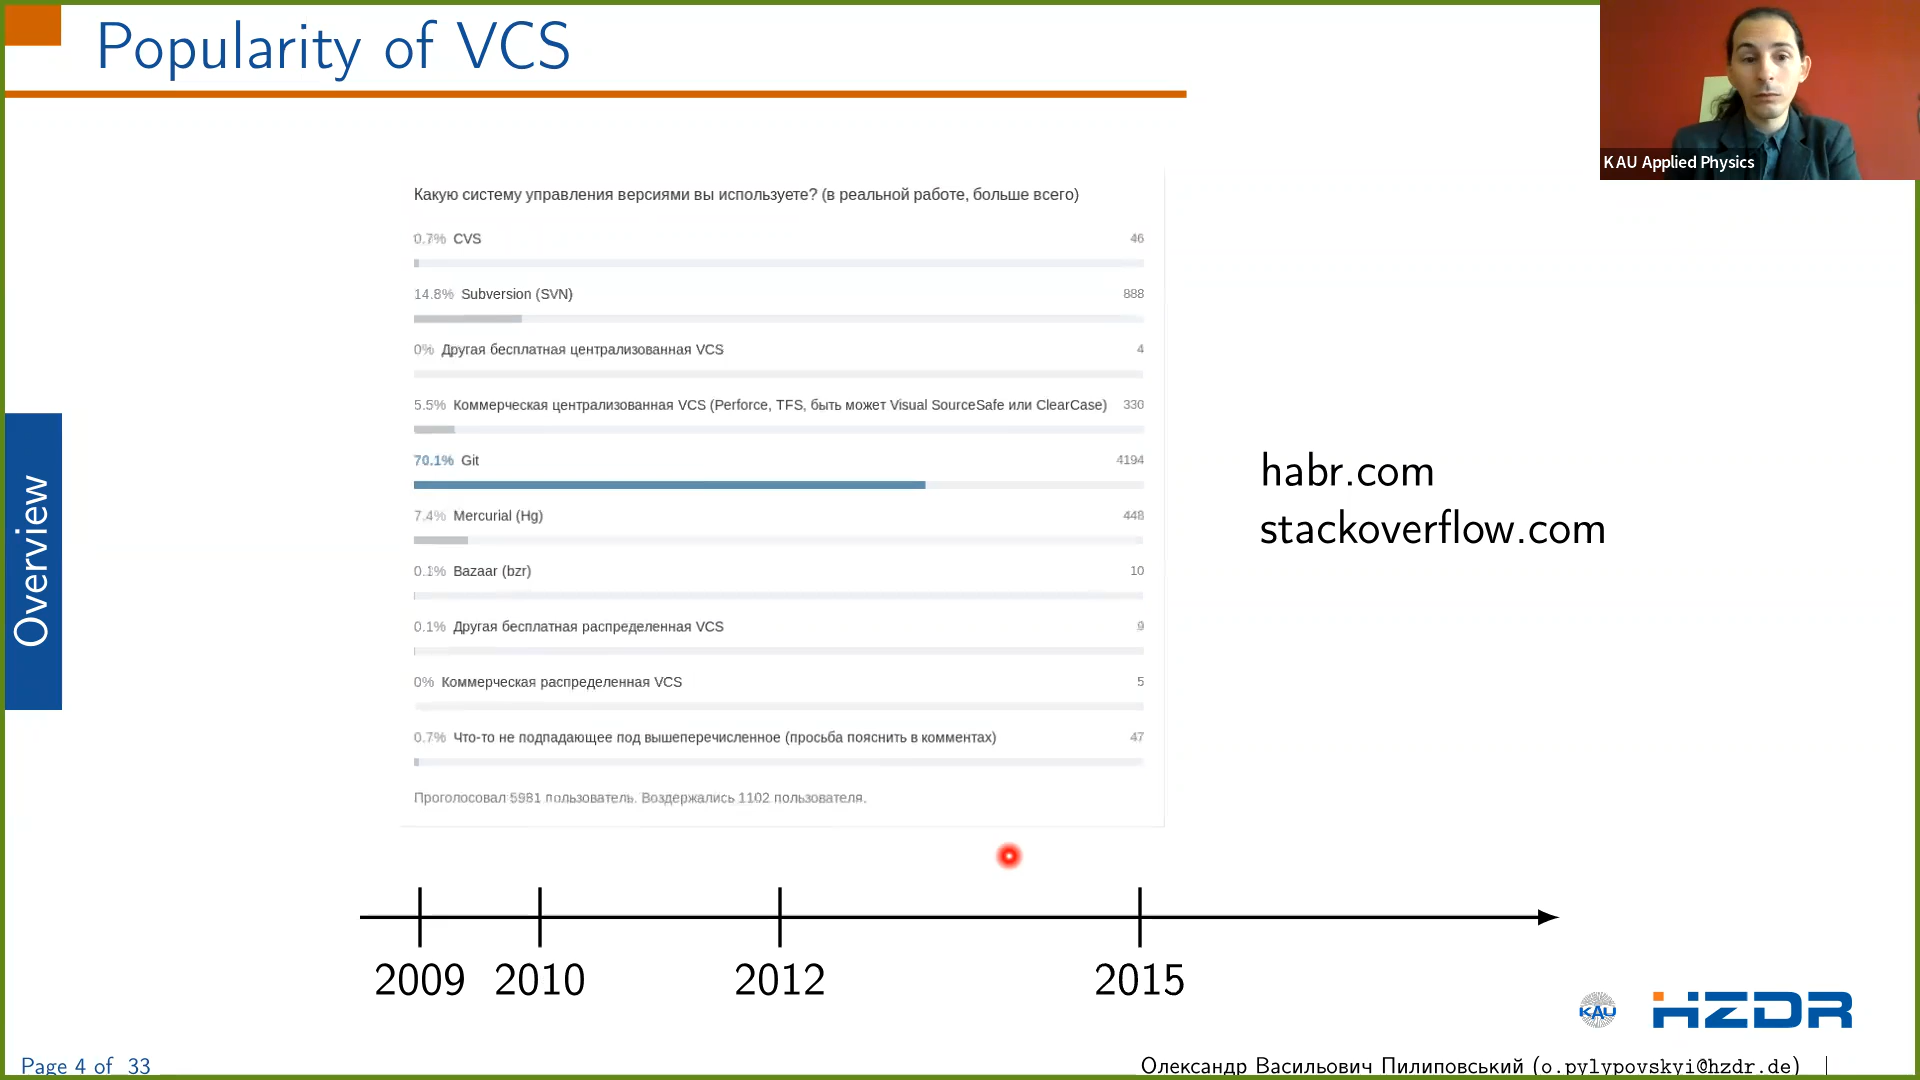 Popularity of VCS
KAU Applied Physics
Какую систему управления версиями вы используете? (в реальной работе, больше всего)
0.7% CVS 46
14.8% Subversion (SVN) 888
0% Другая бесплатная централизованная VCS 4
5.5% Коммерческая централизованная VCS (Perforce, TFS, быть может Visual SourceSafe или ClearCase) 330
70.1% Git 4194
7.4% Mercurial (Hg) 448
0.1% Bazaar (bzr) 10
0.1% Другая бесплатная распределенная VCS 9
0% Коммерческая распределенная VCS 5
0.7% Что-то не подпадающее под вышеперечисленное (просьба пояснить в комментах) 47
Проголосовал 5981 пользователь. Воздержались 1102 пользователя.
habr.com
stackoverflow.com
Overview
2009 2010 2012 2015
KAU HZDR
Page 4 of 33
Олександр Васильович Пилиповський (o.pylypovskyi@hzdr.de)